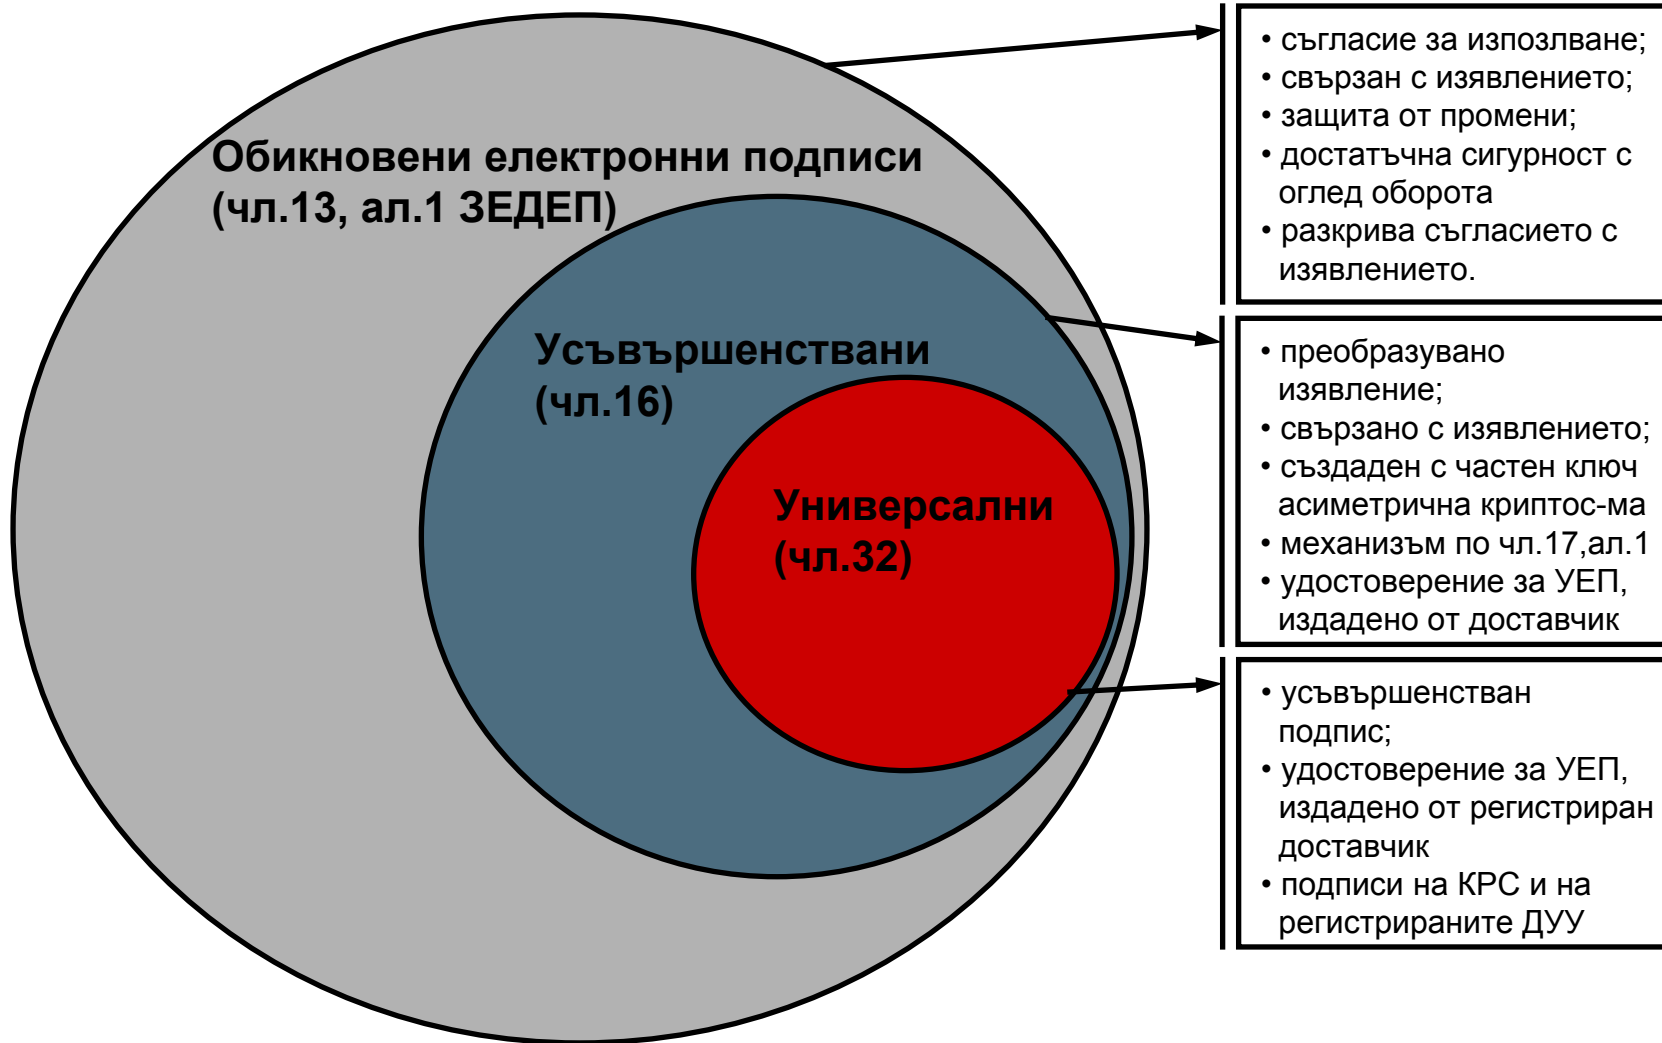 Обикновени електронни подписи
(чл.13, ал.1 ЗЕДЕП)
Усъвършенствани
(чл.16)
Универсални
(чл.32)
• съгласие за изпозлване;
• свързан с изявлението;
• защита от промени;
• достатъчна сигурност с
оглед оборота
• разкрива съгласието с
изявлението.
• преобразувано
изявление;
• свързано с изявлението;
• създаден с частен ключ
асиметрична криптос-ма
• механизъм по чл.17,ал.1
• удостоверение за УЕП,
издадено от доставчик
• усъвършенстван
подпис;
• удостоверение за УЕП,
издадено от регистриран
доставчик
• подписи на КРС и на
регистрираните ДУУ